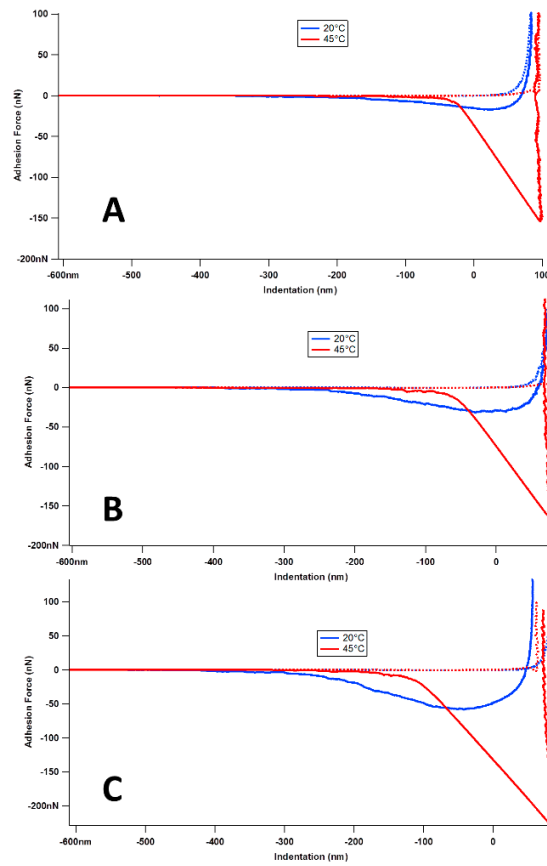 100
50
0
-50
-100
-150
-200nN
Adhesion Force (nN)
20°C
45°C
A
-600nm -500 -400 -300 -200 -100 0 100
Indentation (nm)
100
50
0
-50
-100
-150
-200nN
Adhesion Force (nN)
20°C
45°C
B
-600nm -500 -400 -300 -200 -100 0
Indentation (nm)
100
50
0
-50
-100
-150
-200nN
Adhesion Force (nN)
20°C
45°C
C
-600nm -500 -400 -300 -200 -100 0
Indentation (nm)